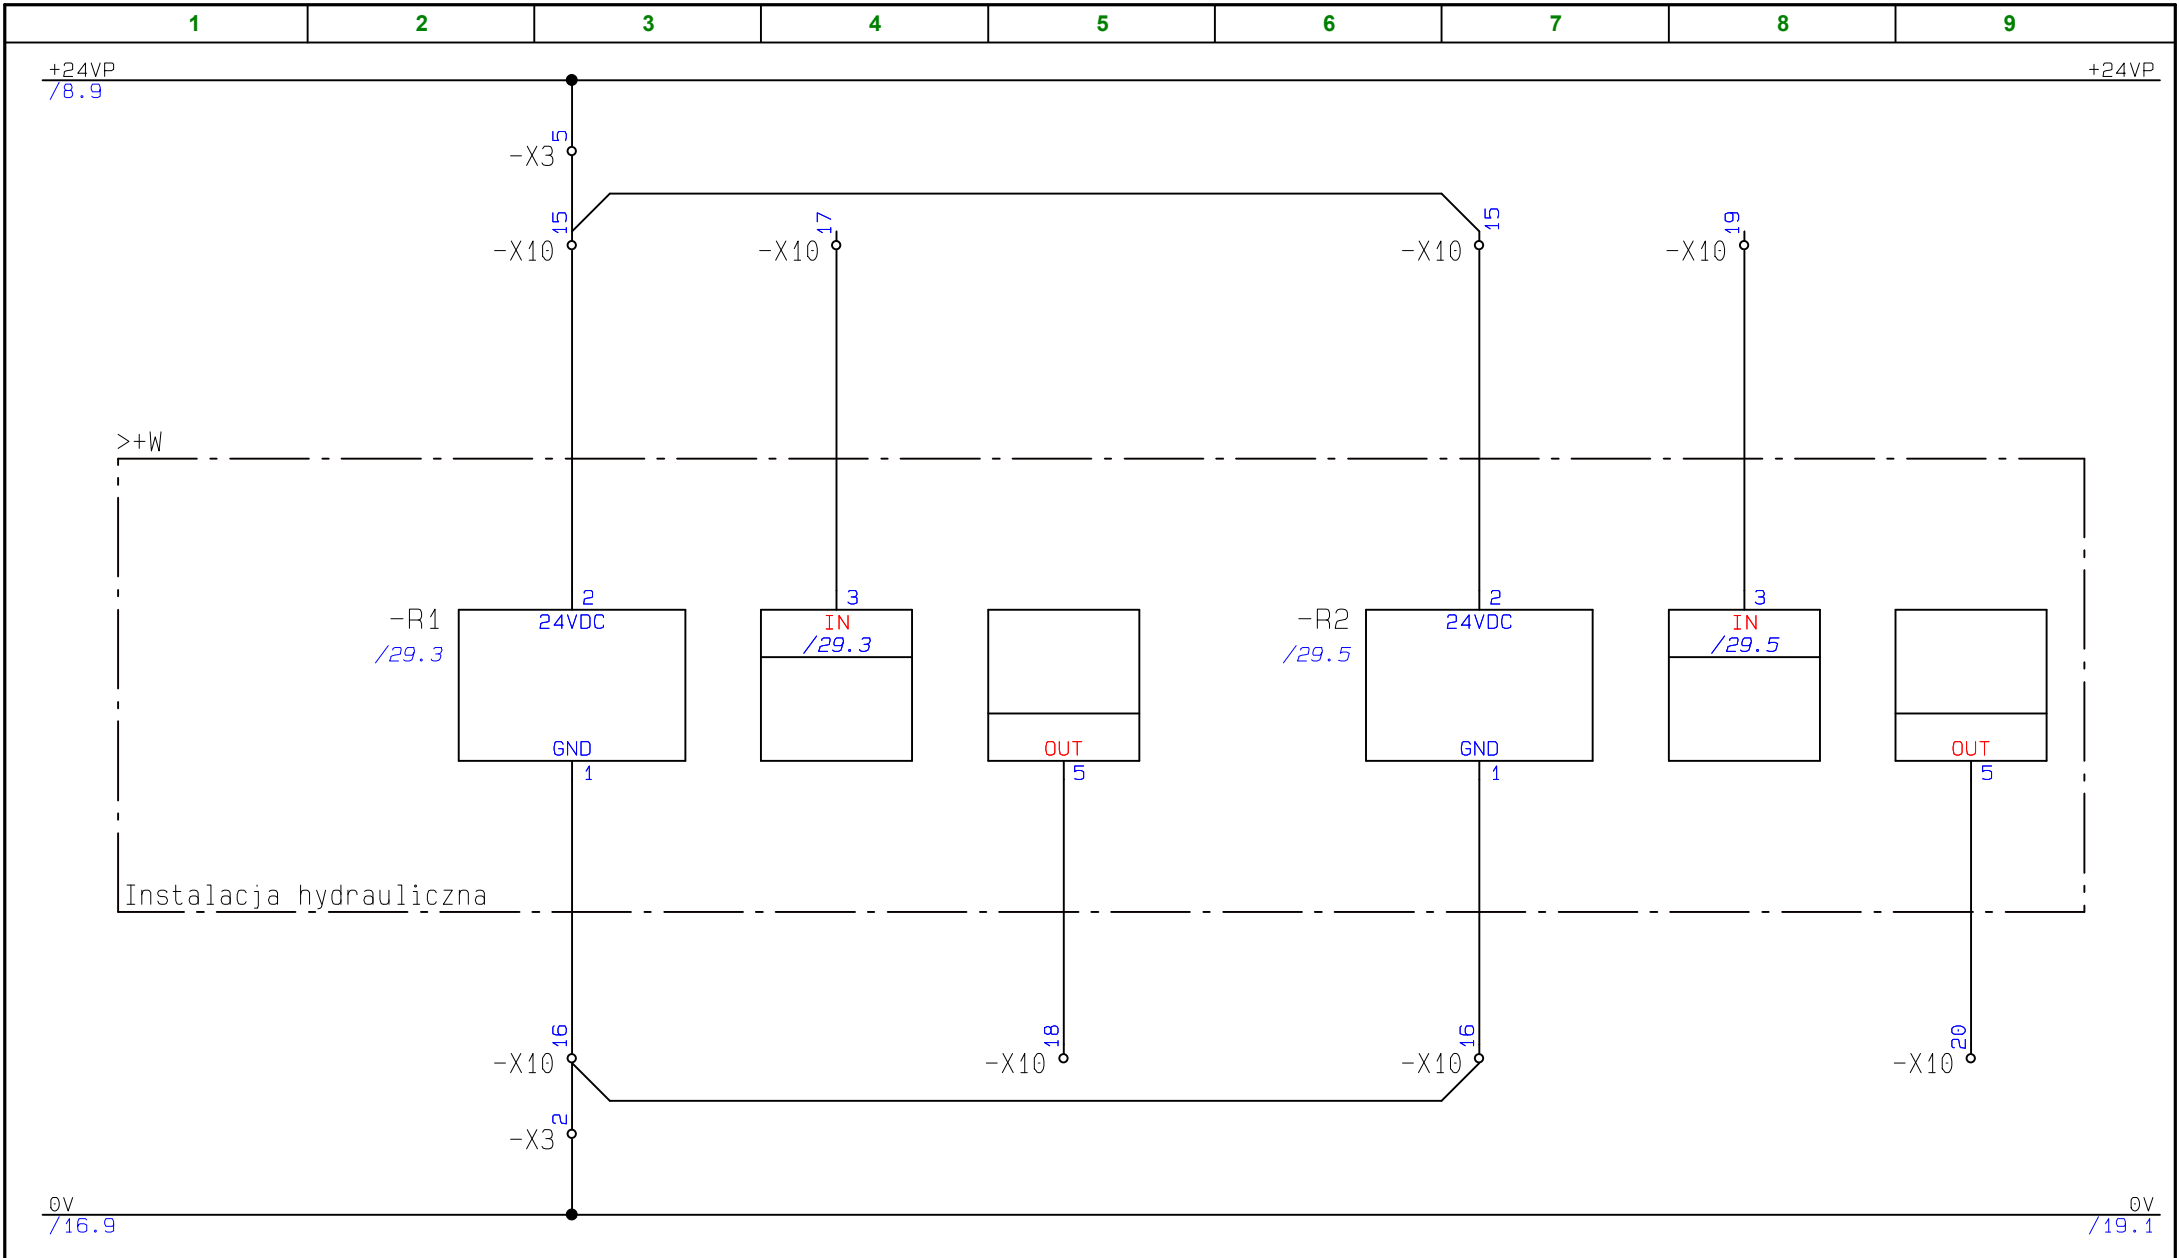 1 2 3 4 5 6 7 8 9
+24VP +24VP
/8.9
5
-X3
15 17 15 19
-X10 -X10 -X10 -X10
>+W
2 3 2 3
-R1 24VDC IN -R2 24VDC IN
/29.3 /29.3 /29.5 /29.5
GND OUT GND OUT
1 5 1 5
Instalacja hydrauliczna
16 18 16 20
-X10 -X10 -X10 -X10
2
-X3
0V 0V
/16.9 /19.1